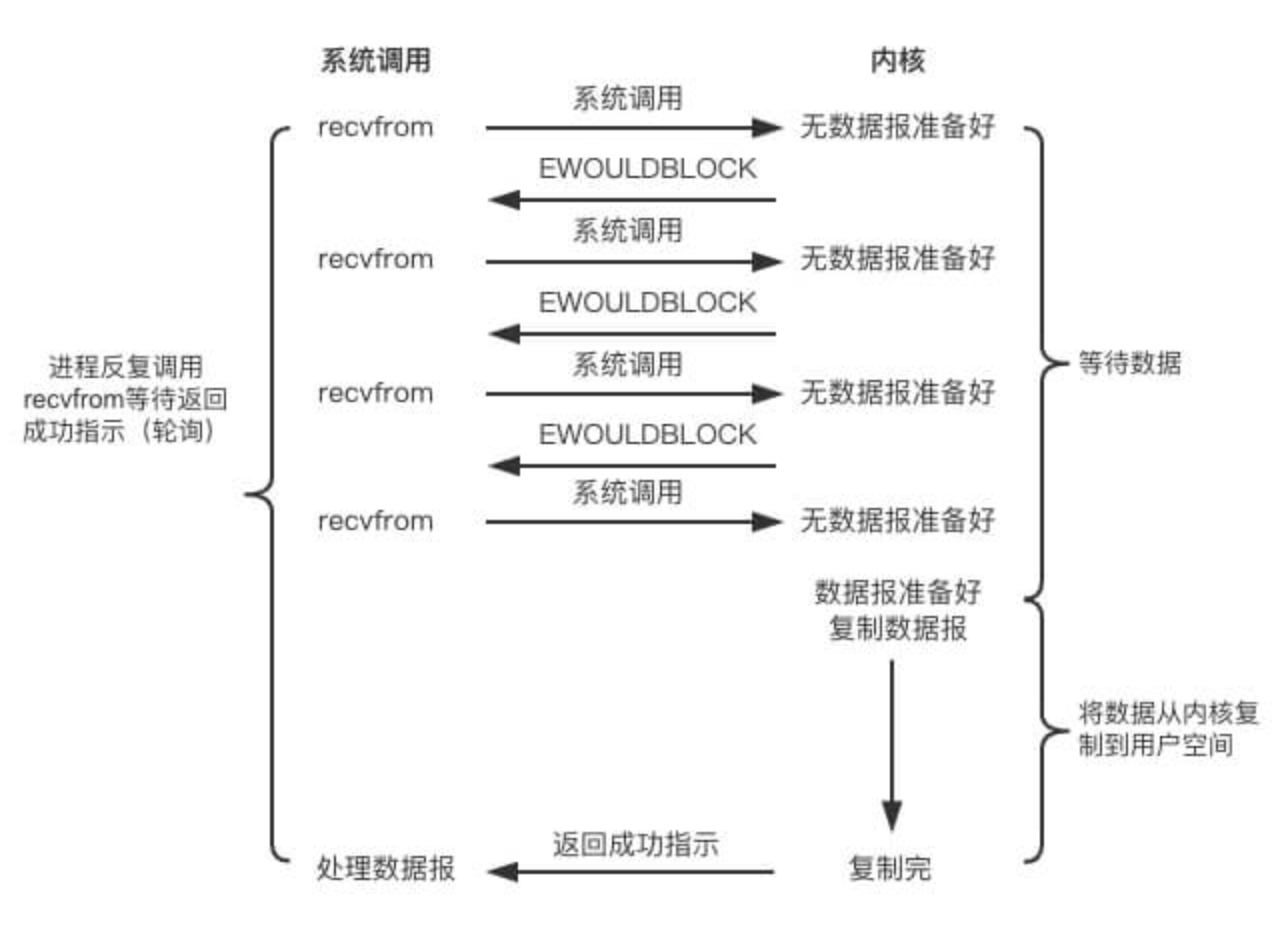 系统调用
内核
系统调用
recvfrom
无数据报准备好
EWOULDBLOCK
系统调用
recvfrom
无数据报准备好
EWOULDBLOCK
系统调用
进程反复调用
recvfrom等待返回
成功指示（轮询）
recvfrom
无数据报准备好
等待数据
EWOULDBLOCK
系统调用
recvfrom
无数据报准备好
数据报准备好
复制数据报
将数据从内核复
制到用户空间
返回成功指示
处理数据报
复制完